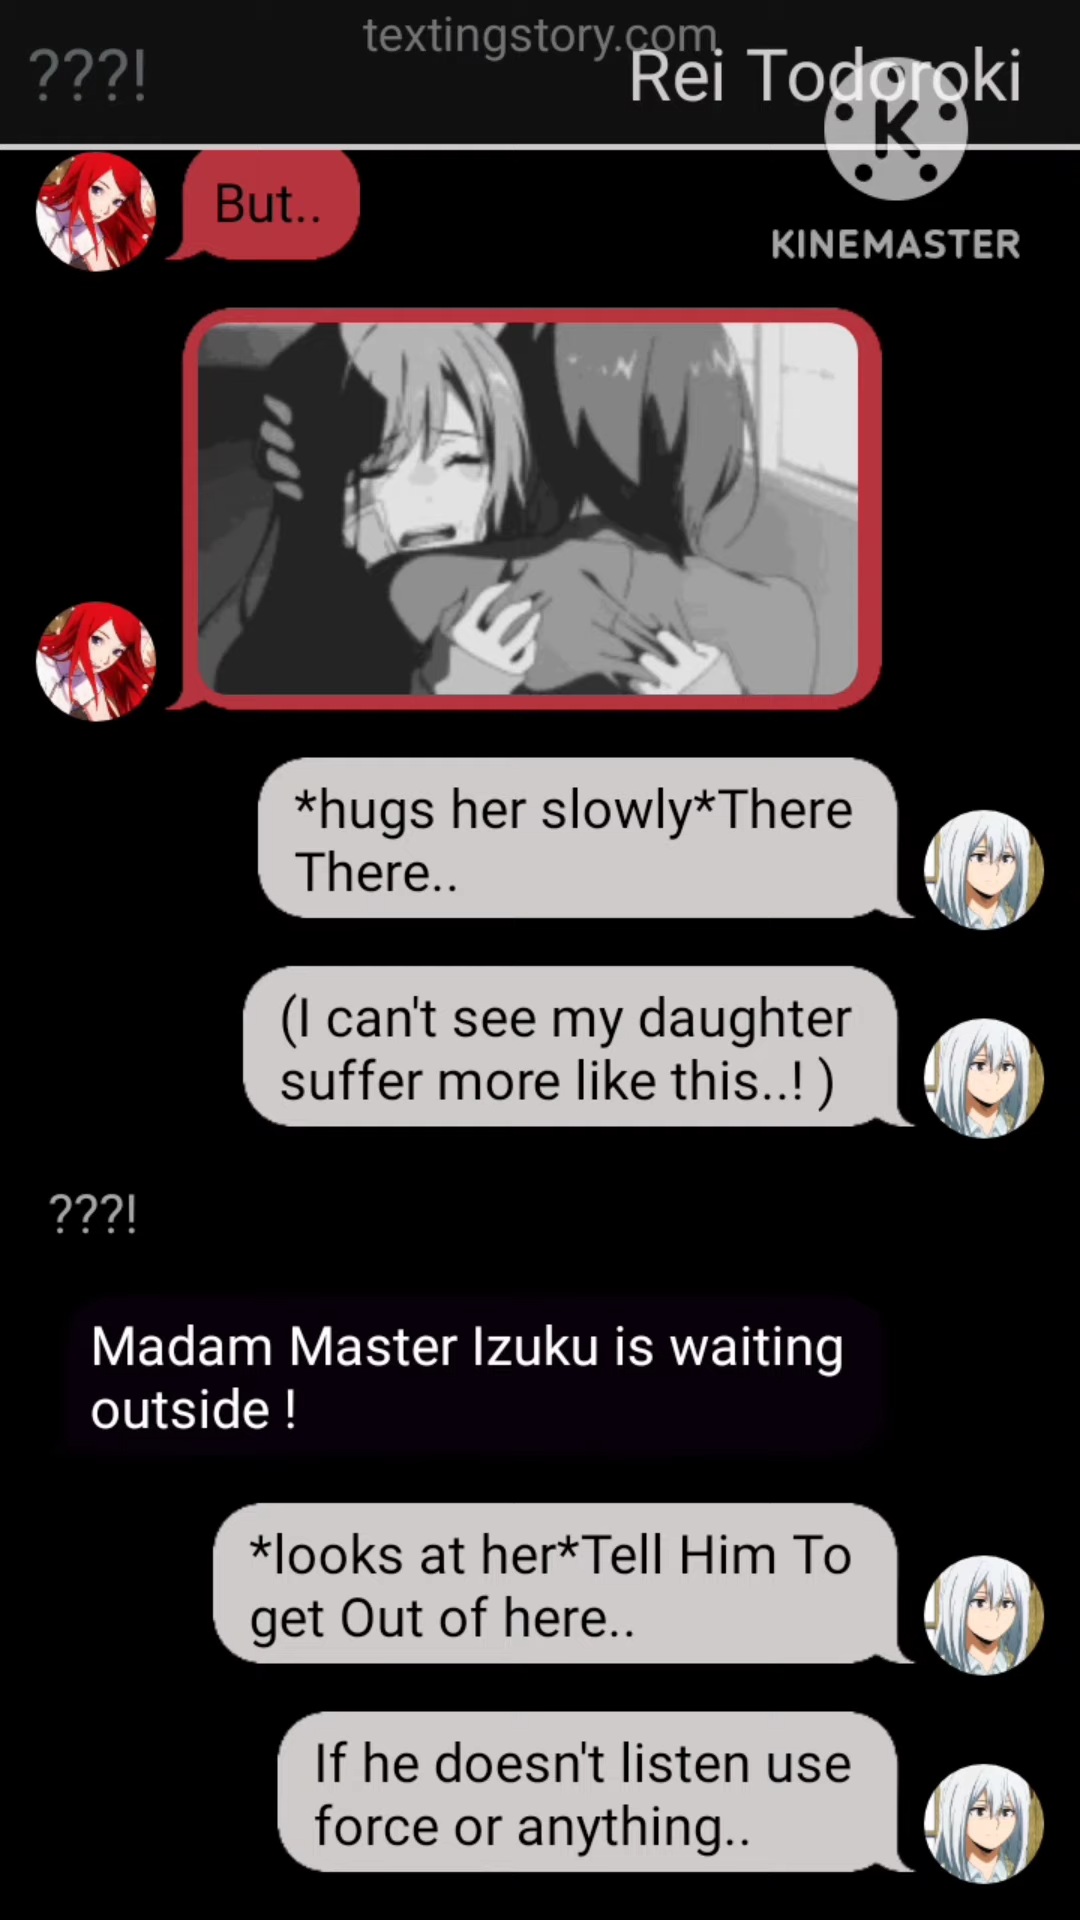 textingstory.com
???!
Rei Todoroki
K
KINEMASTER
But..
*hugs her slowly*There
There..
(I can't see my daughter
suffer more like this..! )
???!
Madam Master Izuku is waiting
outside !
*looks at her*Tell Him To
get Out of here..
If he doesn't listen use
force or anything..